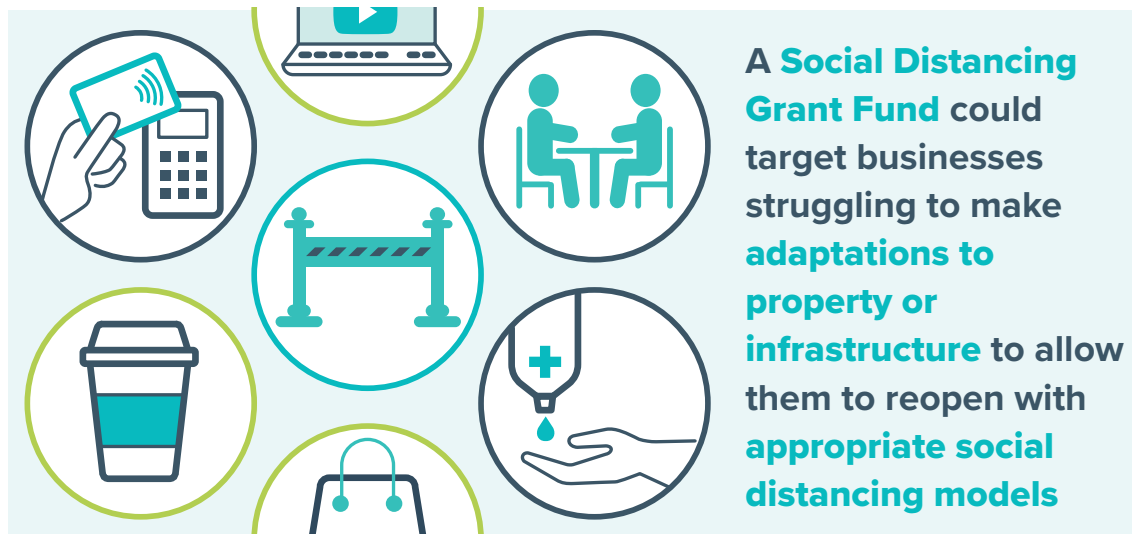 A Social Distancing
Grant Fund could
target businesses
struggling to make
adaptations to
property or
infrastructure to allow
them to reopen with
appropriate social
distancing models